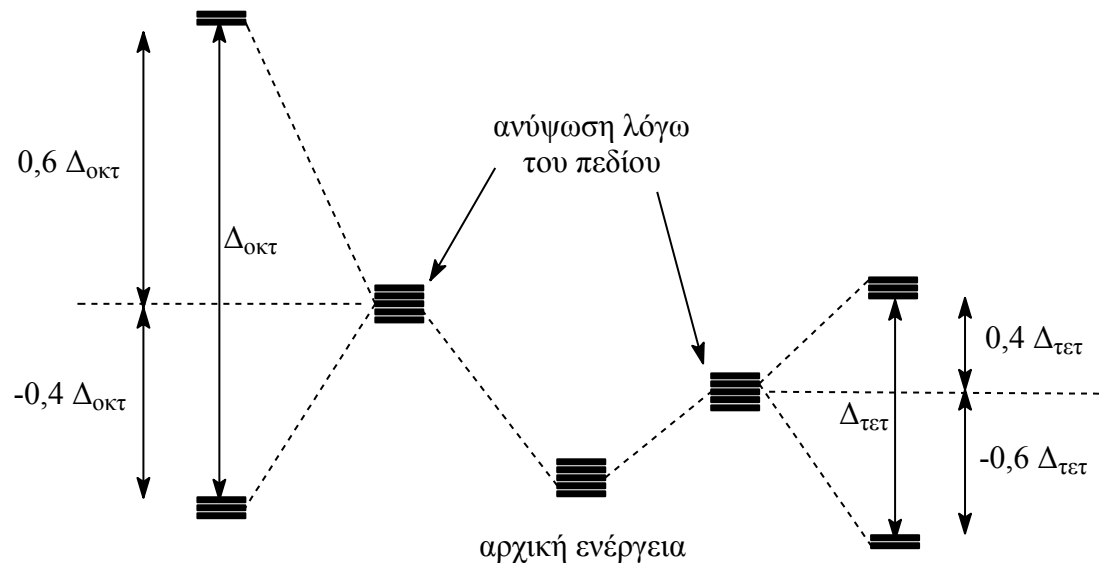 ανύψωση λόγω
του πεδίου
0,6 Δοκτ
Δοκτ
-0,4 Δοκτ
0,4 Δτετ
Δτετ
-0,6 Δτετ
αρχική ενέργεια